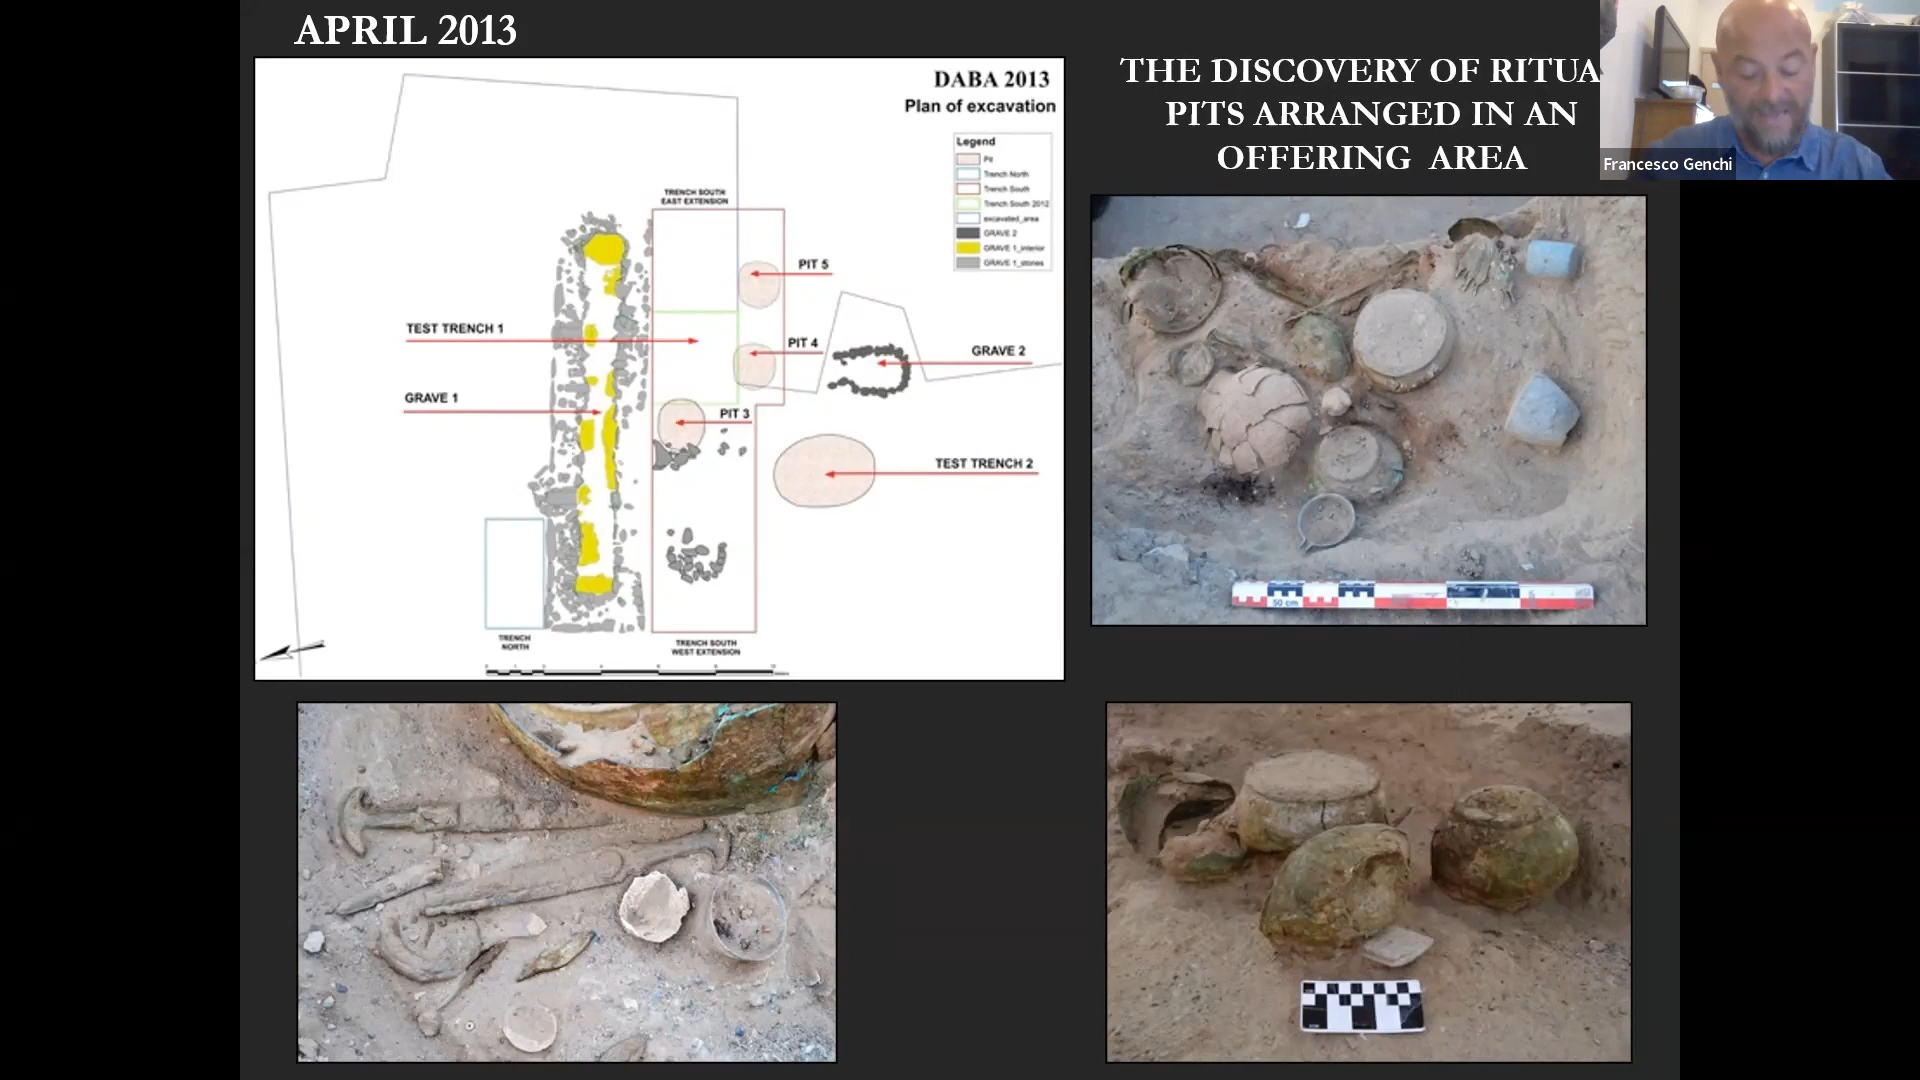 APRIL 2013
THE DISCOVERY OF RITUA
PITS ARRANGED IN AN
OFFERING AREA
Francesco Genchi
DABA 2013
Plan of excavation
Legend
Pit
Trench North
Trench South
Trench South 2012
excavated_area
GRAVE 2
GRAVE 1_interior
GRAVE 1_stones
TRENCH SOUTH
EAST EXTENSION
PIT 5
TEST TRENCH 1
PIT 4
GRAVE 2
GRAVE 1
PIT 3
TEST TRENCH 2
TRENCH
NORTH
TRENCH SOUTH
WEST EXTENSION
50 cm